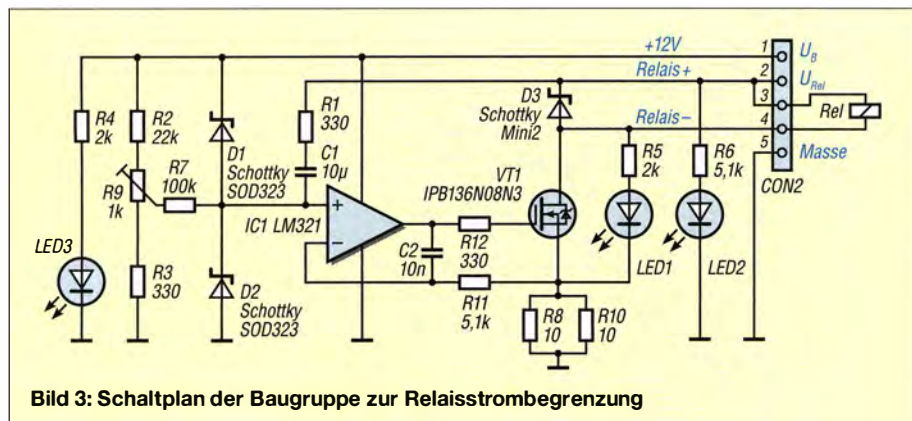 +12V
1
U_B
Relais+
2
U_Rel
3
Rel
Relais–
4
5
Masse
CON2
R4
2k
R2
22k
R1
330
D3
Schottky
Mini2
D1
Schottky
SOD323
C1
10µ
VT1
IPB136N08N3
R5
2k
R6
5,1k
R9
1k
R7
100k
IC1 LM321
+
–
R12
330
C2
10n
LED3
R3
330
D2
Schottky
SOD323
R11
5,1k
LED1
LED2
R8
10
R10
10
Bild 3: Schaltplan der Baugruppe zur Relaisstrombegrenzung